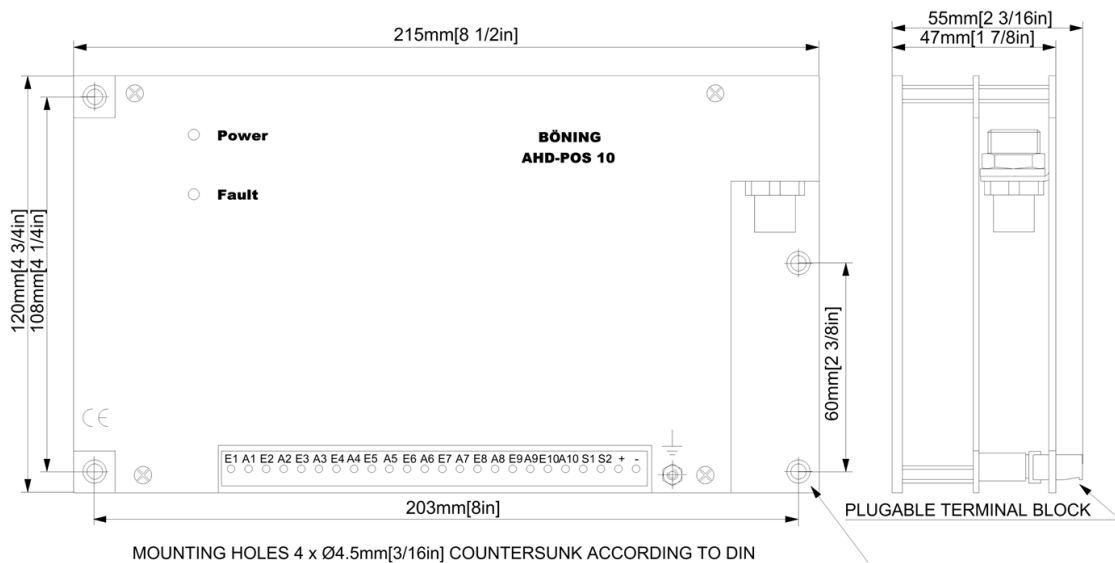 215mm[8 1/2in]
55mm[2 3/16in]
47mm[1 7/8in]
120mm[4 3/4in]
108mm[4 1/4in]
Power
Fault
BÖNING
AHD-POS 10
60mm[2 3/8in]
CE
E1 A1 E2 A2 E3 A3 E4 A4 E5 A5 E6 A6 E7 A7 E8 A8 E9 A9 E10 A10 S1 S2 + -
203mm[8in]
PLUGABLE TERMINAL BLOCK
MOUNTING HOLES 4 x Ø4.5mm[3/16in] COUNTERSUNK ACCORDING TO DIN